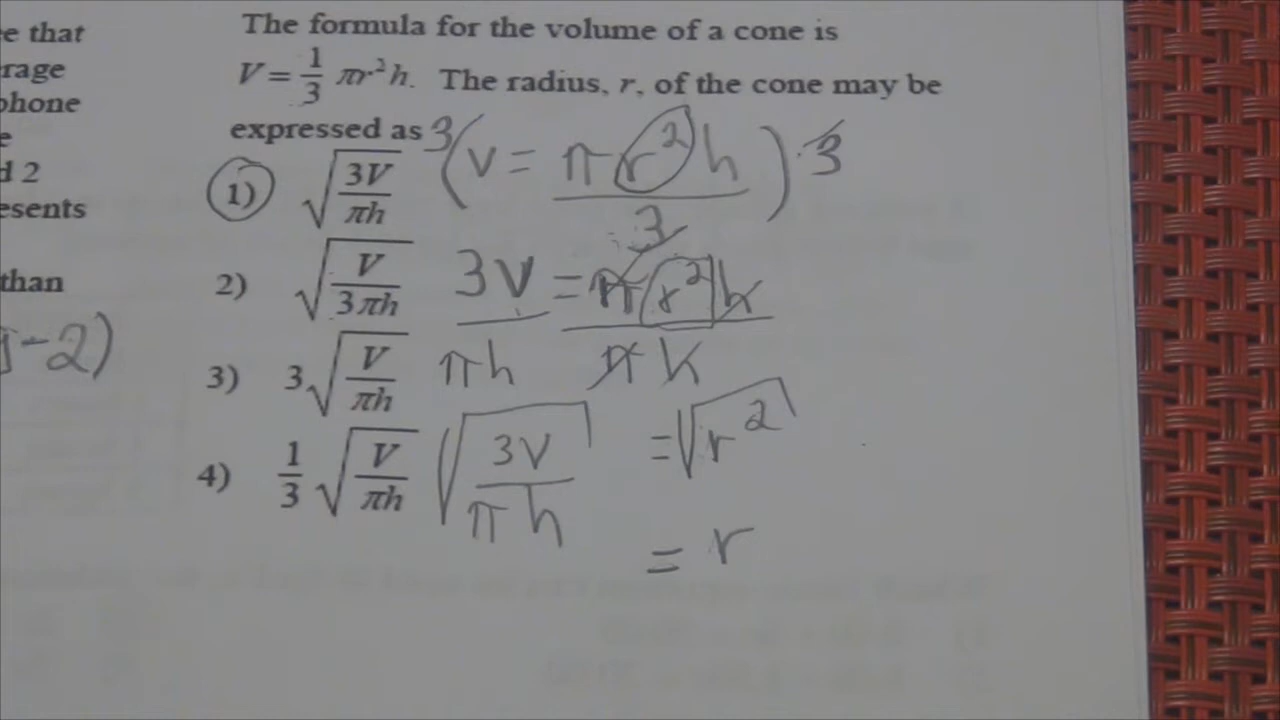 e that
rage
phone
e
d 2
esents
than
g-2)
The formula for the volume of a cone is
V = 1/3 πr²h. The radius, r, of the cone may be
expressed as
3(V = πr²h/3)·3
1) √(3V/πh)
2) √(V/3πh)
3V/πh = πr²h/πh
3) 3√(V/πh)
4) 1/3 √(V/πh)
√(3V/πh) = √r²
= r